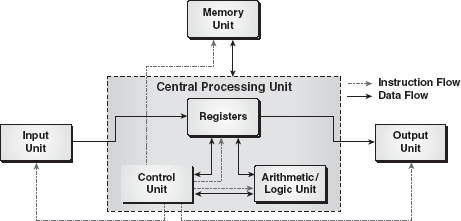 Memory
Unit
Instruction Flow
Data Flow
Central Processing Unit
Registers
Input
Unit
Output
Unit
Control
Unit
Arithmetic/
Logic Unit